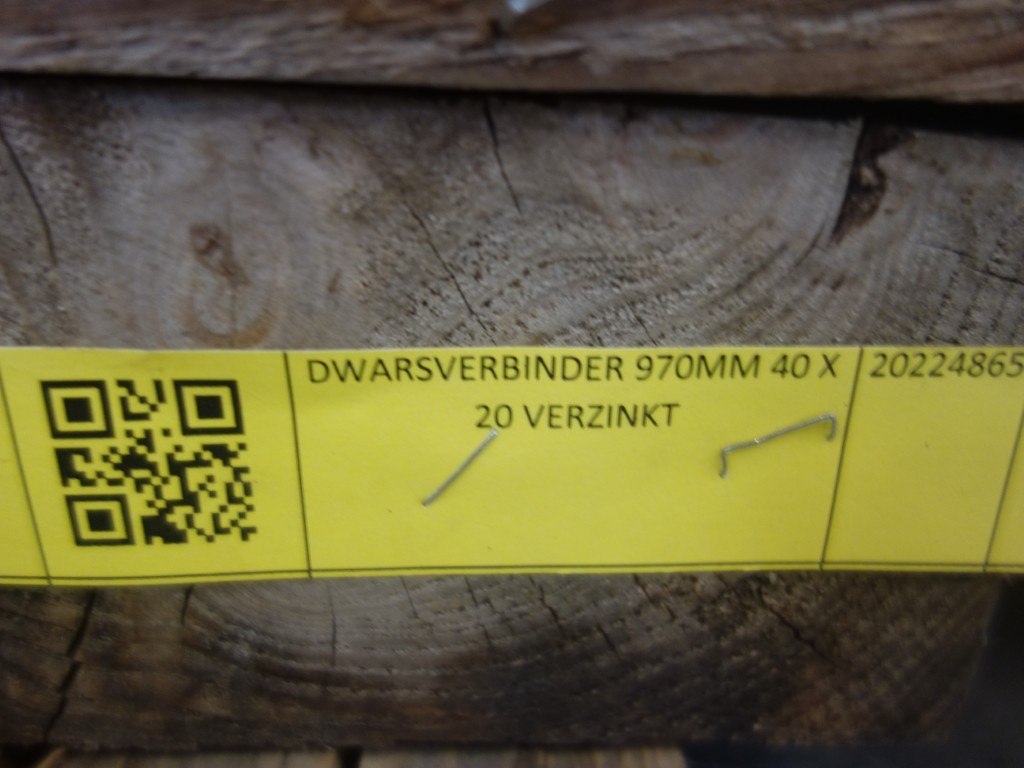 DWARSVERBINDER 970MM 40 X
20 VERZINKT
20224865